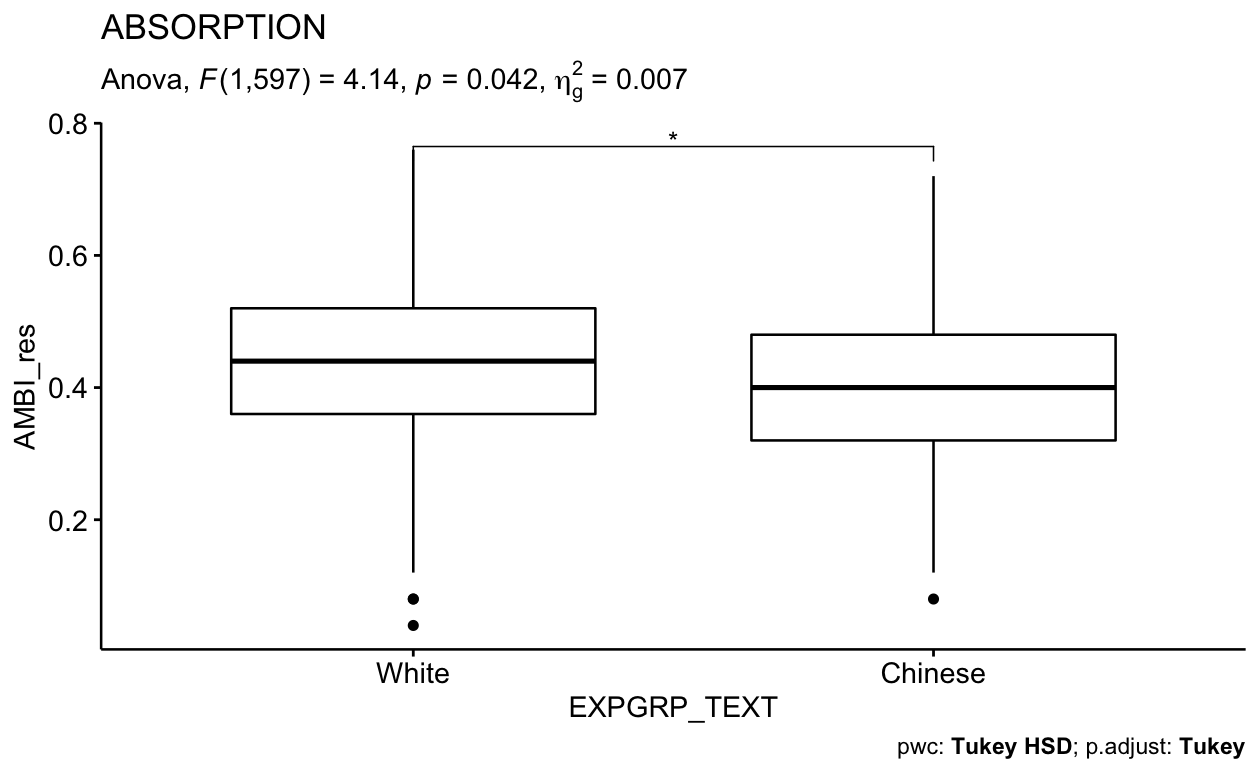 ABSORPTION
Anova, F(1,597) = 4.14, p = 0.042, η²g = 0.007
*
0.8
0.6
0.4
0.2
AMBI_res
White Chinese
EXPGRP_TEXT
pwc: Tukey HSD; p.adjust: Tukey